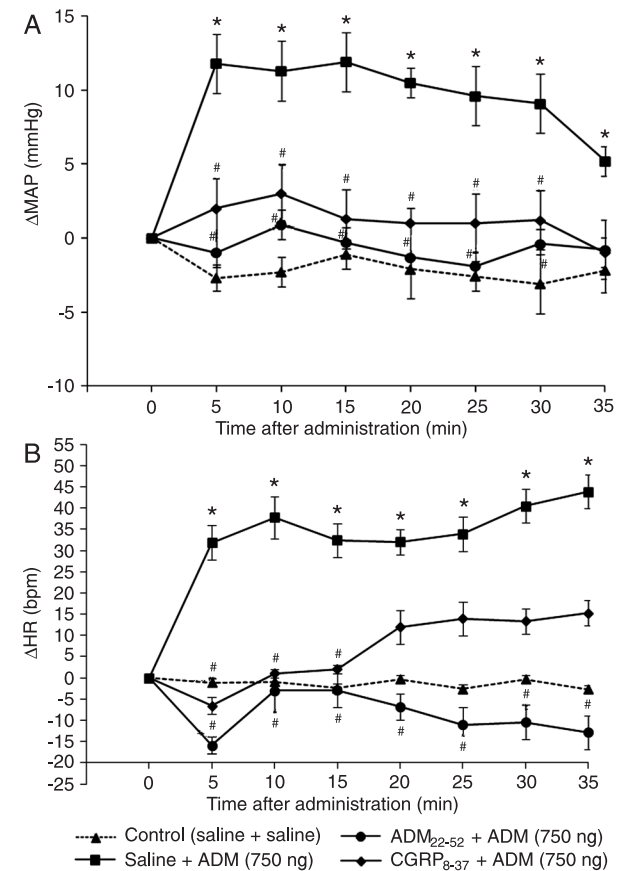 A
15
10
5
0
-5
-10
ΔMAP (mmHg)
* * * * * * *
# # # # # #
# # # # # #
0 5 10 15 20 25 30 35
Time after administration (min)
B
55
50
45
40
35
30
25
20
15
10
5
0
-5
-10
-15
-20
-25
ΔHR (bpm)
* * * * * * *
# # #
# # # # # # #
0 5 10 15 20 25 30 35
Time after administration (min)
Control (saline + saline)
Saline + ADM (750 ng)
ADM22-52 + ADM (750 ng)
CGRP8-37 + ADM (750 ng)